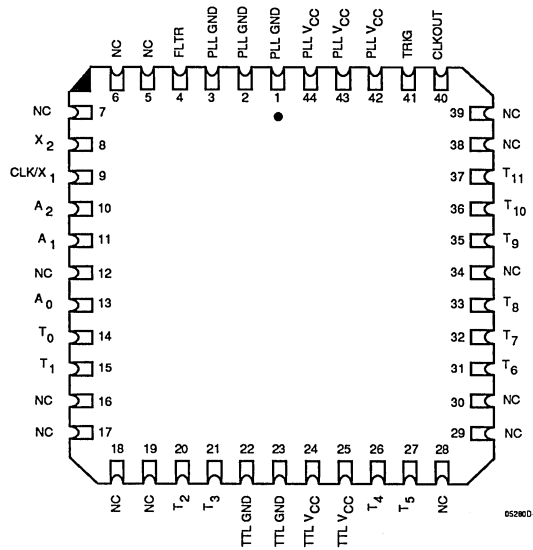 NC NC FLTR PLL GND PLL GND PLL GND PLL VCC PLL VCC PLL VCC TRIG CLKOUT
6 5 4 3 2 1 44 43 42 41 40
NC 7 39 NC
X2 8 38 NC
CLK/X1 9 37 T11
A2 10 36 T10
A1 11 35 T9
NC 12 34 NC
A0 13 33 T8
T0 14 32 T7
T1 15 31 T6
NC 16 30 NC
NC 17 29 NC
18 19 20 21 22 23 24 25 26 27 28
NC NC T2 T3 TTL GND TTL GND TTL VCC TTL VCC T4 T5 NC
05280D-